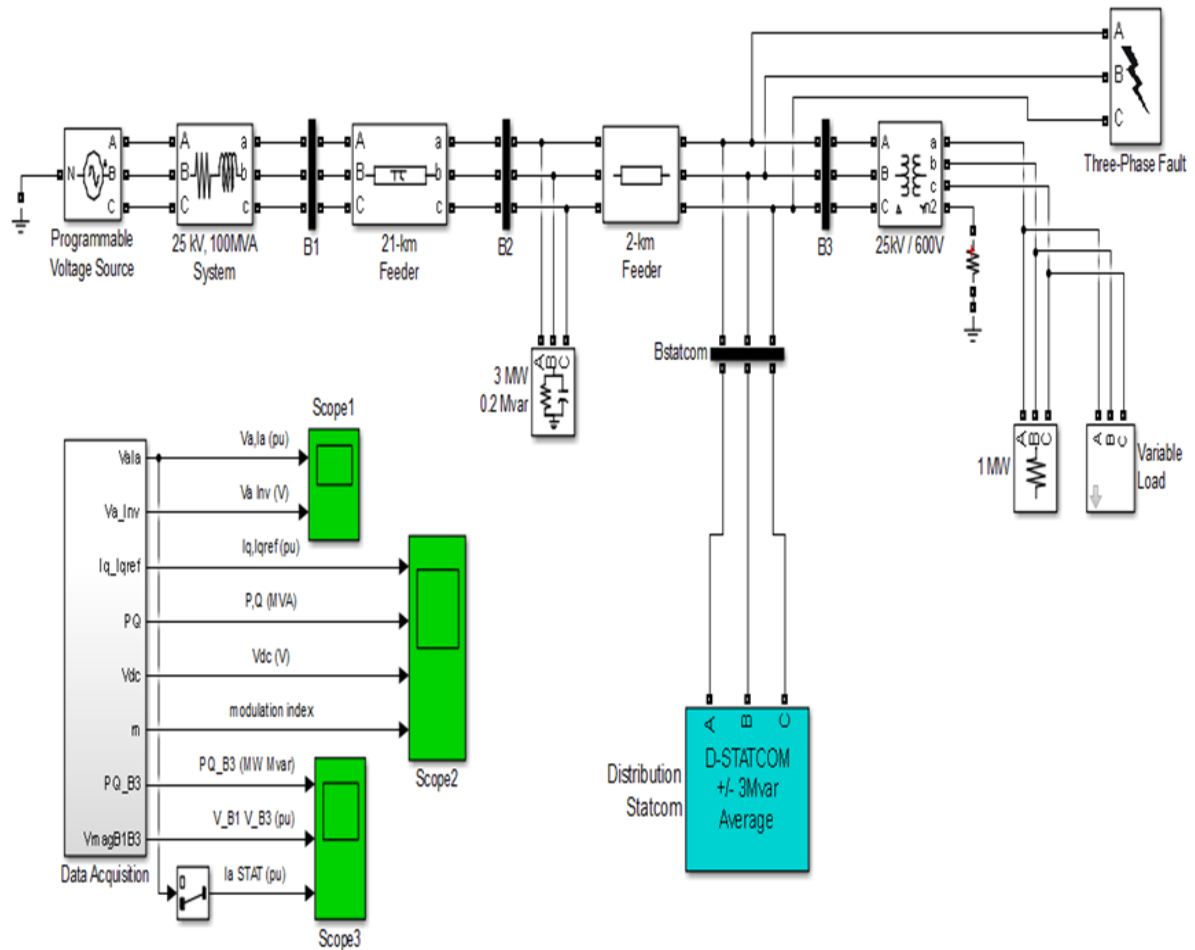 A
B
C
Three-Phase Fault
N
A
B
C
Programmable
Voltage Source
A
B
C
a
b
c
25 kV, 100MVA
System
B1
A
B
C
π
a
b
c
21-km
Feeder
B2
2-km
Feeder
B3
A
B
C
a
b
c
n2
25kV / 600V
A
B
C
3 MW
0.2 Mvar
Bstatcom
A
B
C
1 MW
A
B
C
Variable
Load
A
B
C
D-STATCOM
+/- 3Mvar
Average
Distribution
Statcom
VaIa
Va_Inv
Iq_Iqref
PQ
Vdc
m
PQ_B3
VmagB1B3
Data Acquisition
Va,Ia (pu)
Va Inv (V)
Scope1
Iq,Iqref (pu)
P,Q (MVA)
Vdc (V)
modulation index
Scope2
PQ_B3 (MW Mvar)
V_B1 V_B3 (pu)
Ia STAT (pu)
Scope3